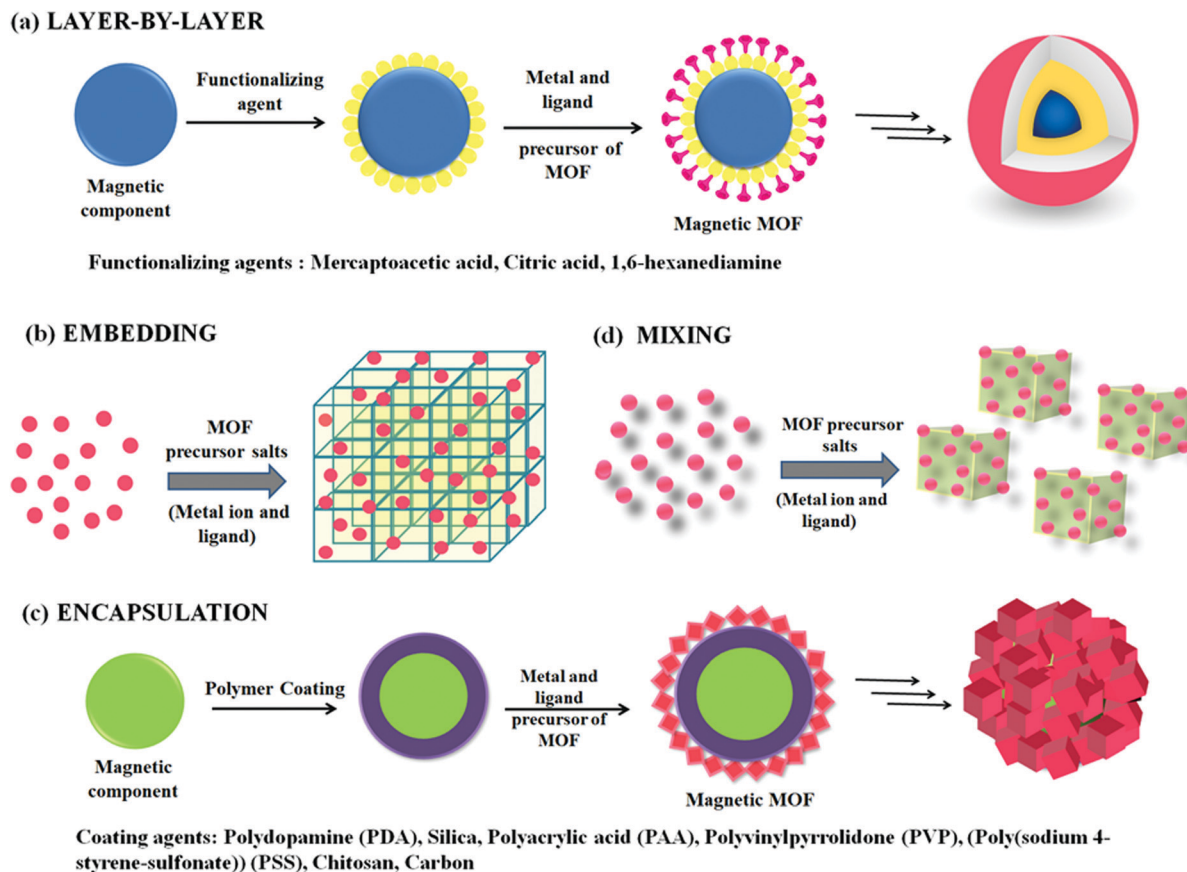 (a) LAYER-BY-LAYER
Functionalizing
agent
Metal and
ligand
precursor of
MOF
Magnetic
component
Magnetic MOF
Functionalizing agents : Mercaptoacetic acid, Citric acid, 1,6-hexanediamine
(b) EMBEDDING
MOF
precursor salts
(Metal ion and
ligand)
(d) MIXING
MOF precursor
salts
(Metal ion and
ligand)
(c) ENCAPSULATION
Polymer Coating
Metal and
ligand
precursor of
MOF
Magnetic
component
Magnetic MOF
Coating agents: Polydopamine (PDA), Silica, Polyacrylic acid (PAA), Polyvinylpyrrolidone (PVP), (Poly(sodium 4-
styrene-sulfonate)) (PSS), Chitosan, Carbon